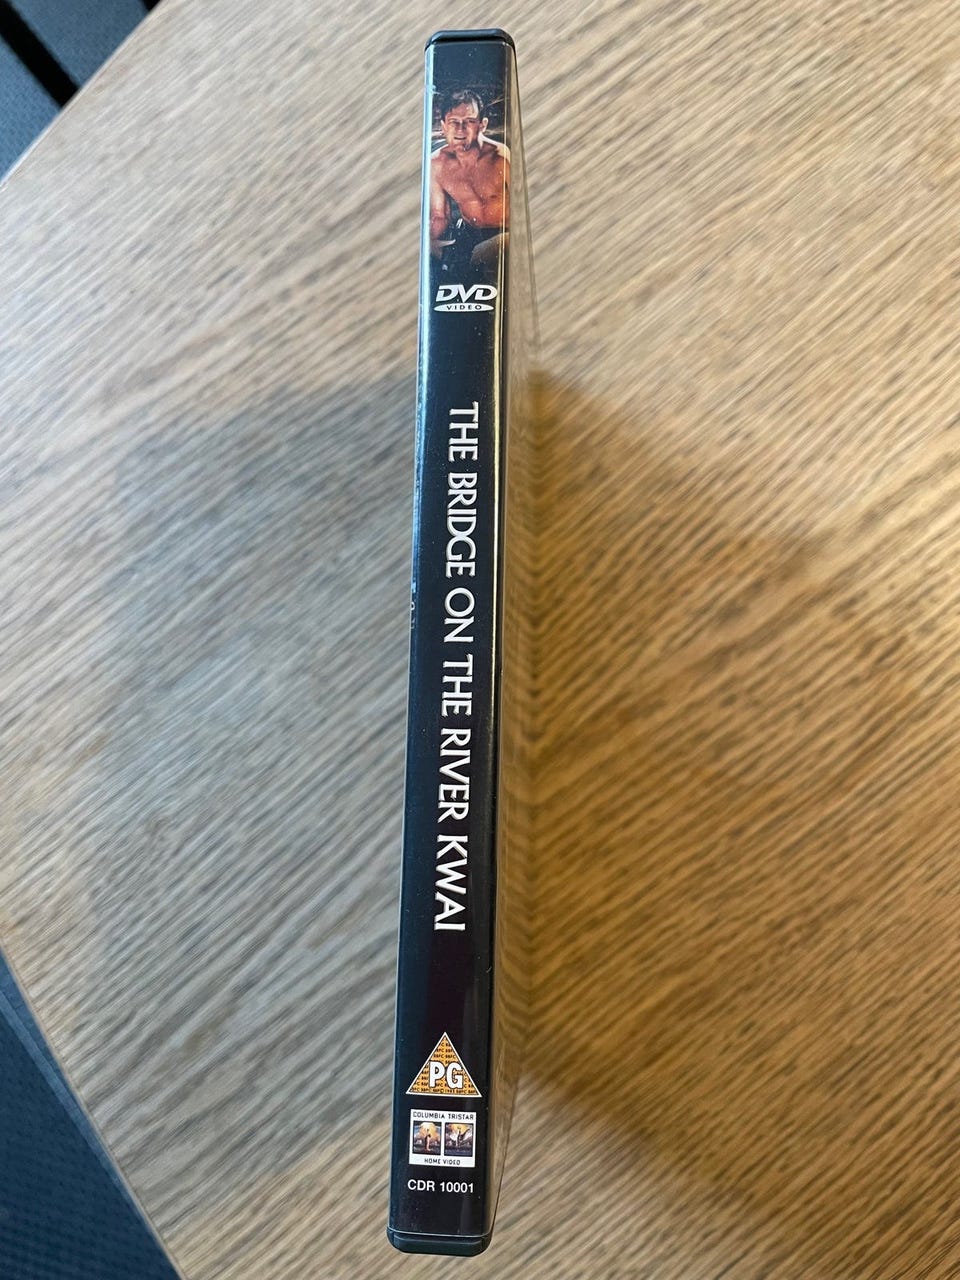 DVD
VIDEO
THE BRIDGE ON THE RIVER KWAI
PG
COLUMBIA TRISTAR
HOME VIDEO
CDR 10001